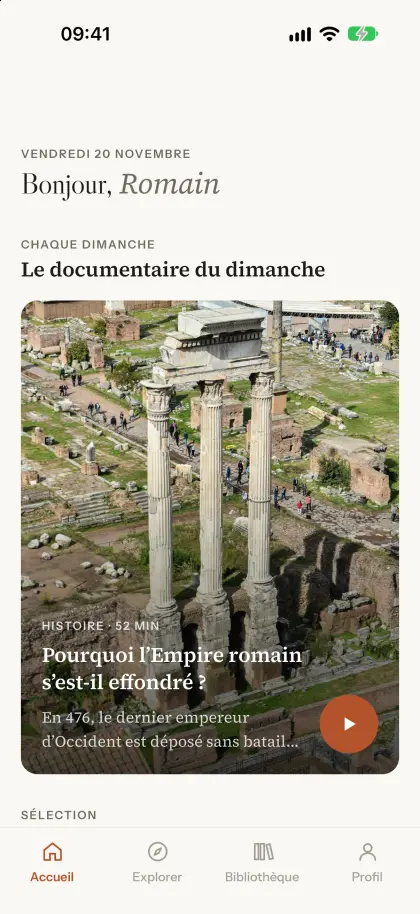 09:41
VENDREDI 20 NOVEMBRE
Bonjour, Romain
CHAQUE DIMANCHE
Le documentaire du dimanche
HISTOIRE · 52 MIN
Pourquoi l’Empire romain
s’est-il effondré ?
En 476, le dernier empereur
d’Occident est déposé sans batail...
SÉLECTION
Accueil
Explorer
Bibliothèque
Profil